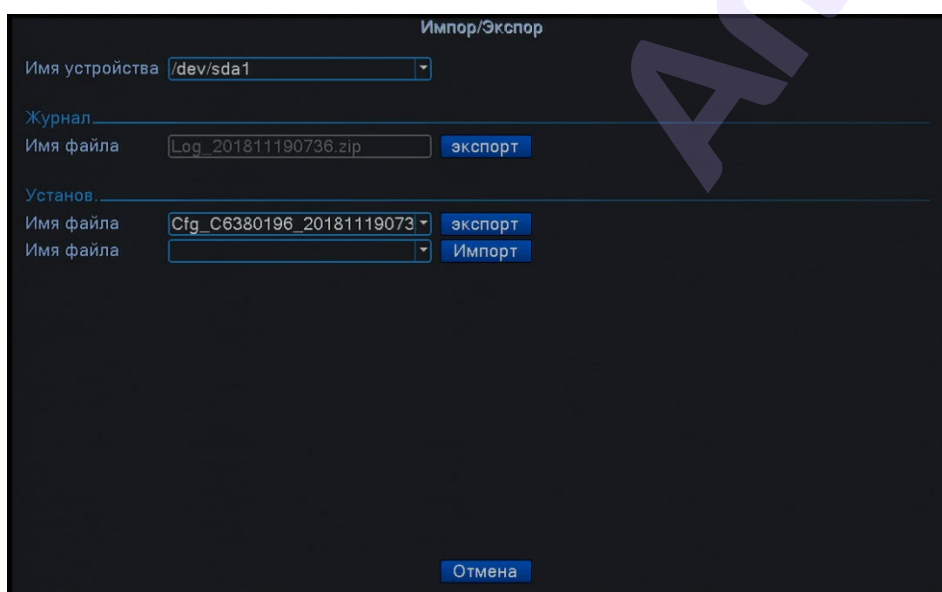 Импор/Экспор
Имя устройства /dev/sda1
Журнал
Имя файла Log_201811190736.zip экспорт
Установ.
Имя файла Cfg_C6380196_20181119073 экспорт
Имя файла Импорт
Отмена